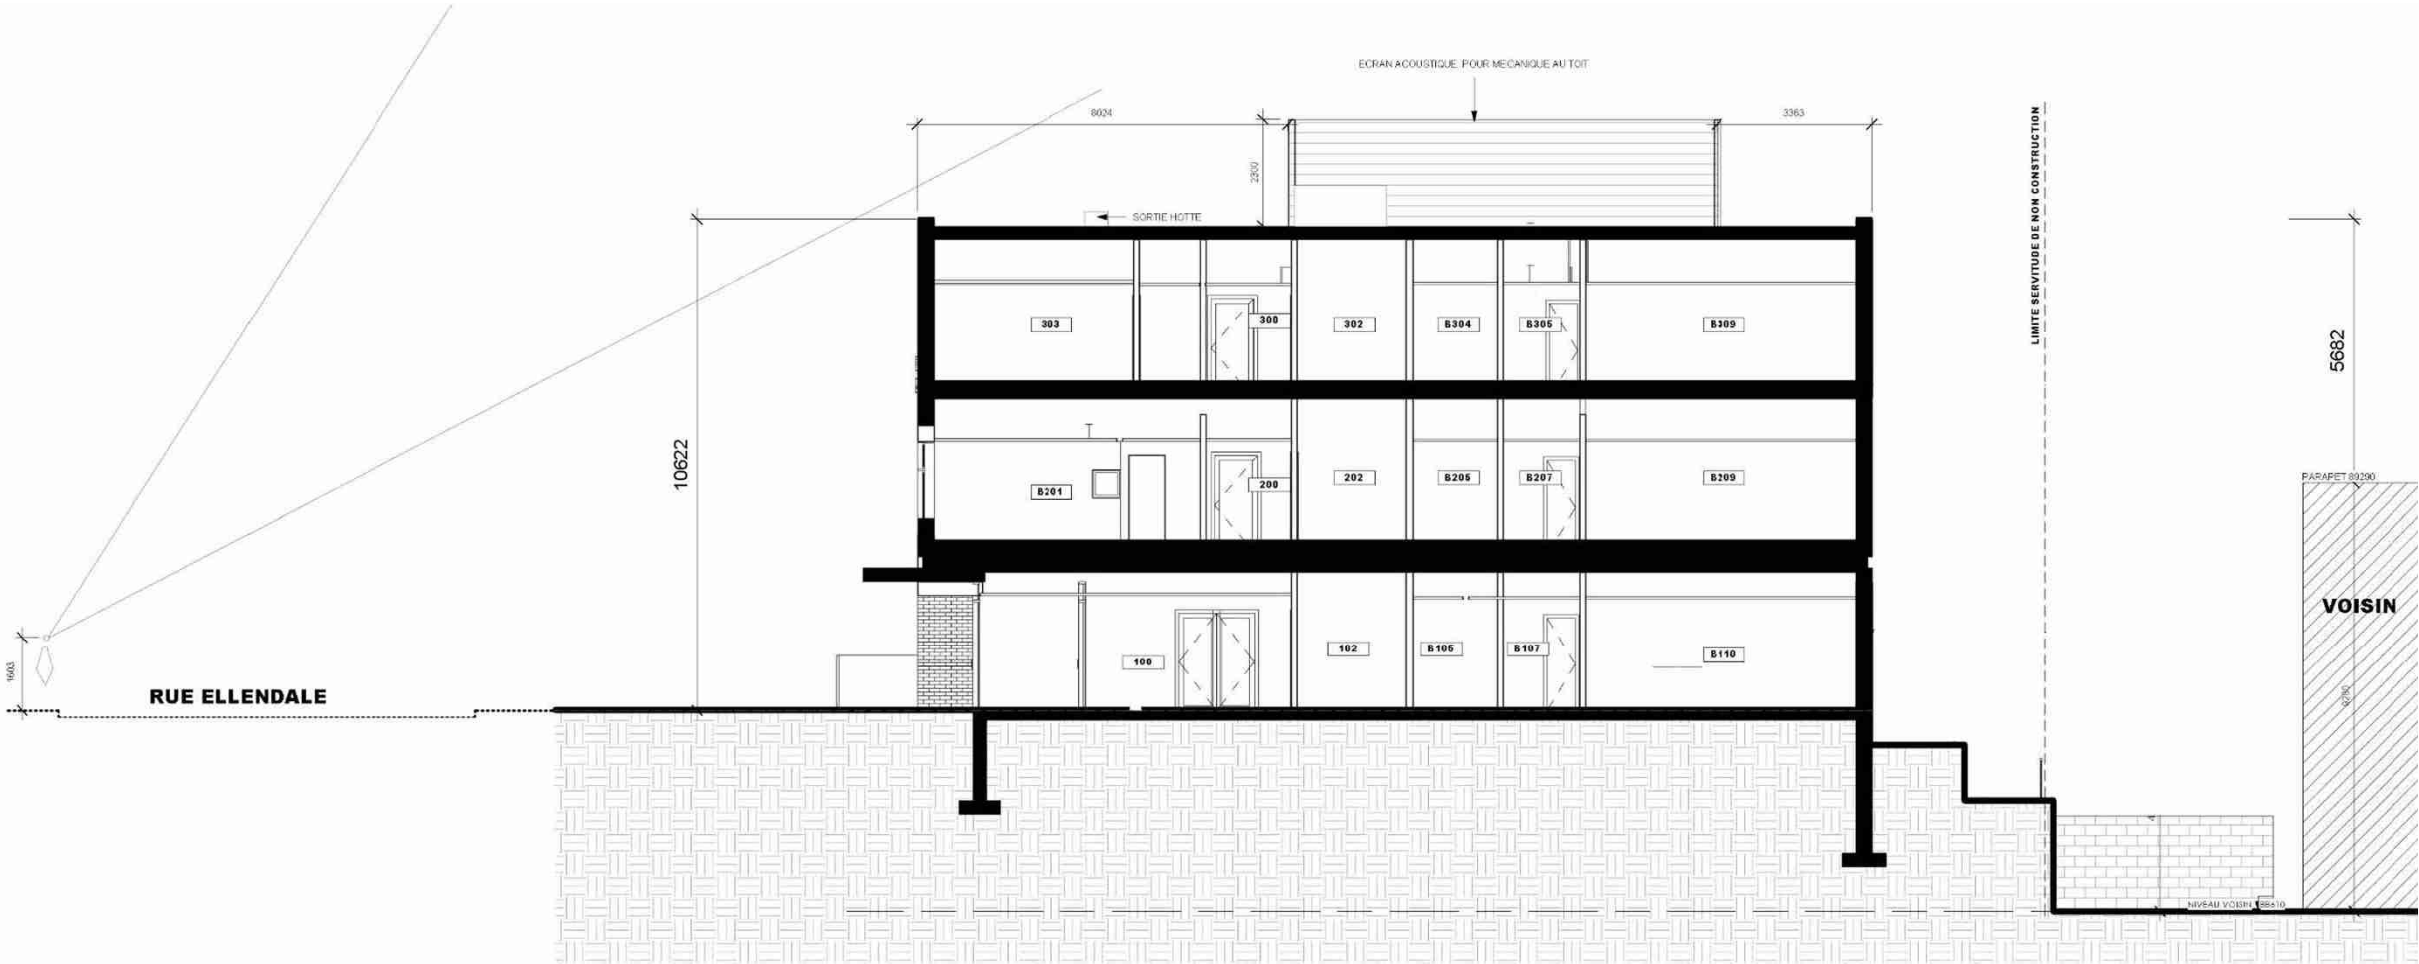 ECRAN ACOUSTIQUE POUR MECANIQUE AU TOIT
8024
3363
2300
LIMITE SERVITUDE DE NON CONSTRUCTION
SORTIE HOTTE
303
300
302
B304
B305
B309
5682
10622
B201
200
202
B205
B207
B209
PARAPET 89290
VOISIN
100
102
B106
B107
B110
1603
RUE ELLENDALE
NIVEAU VOISIN